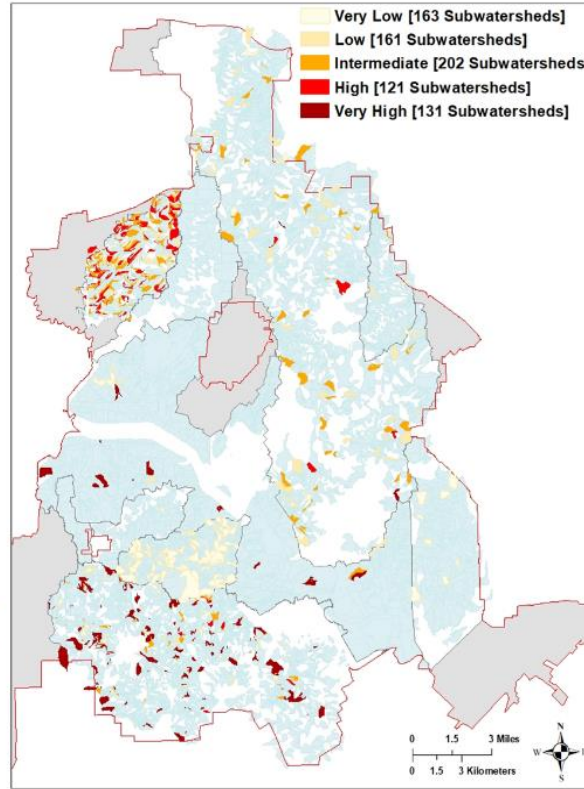 Very Low [163 Subwatersheds]
Low [161 Subwatersheds]
Intermediate [202 Subwatersheds
High [121 Subwatersheds]
Very High [131 Subwatersheds]
0 1.5 3 Miles
0 1.5 3 Kilometers
N
W E
S